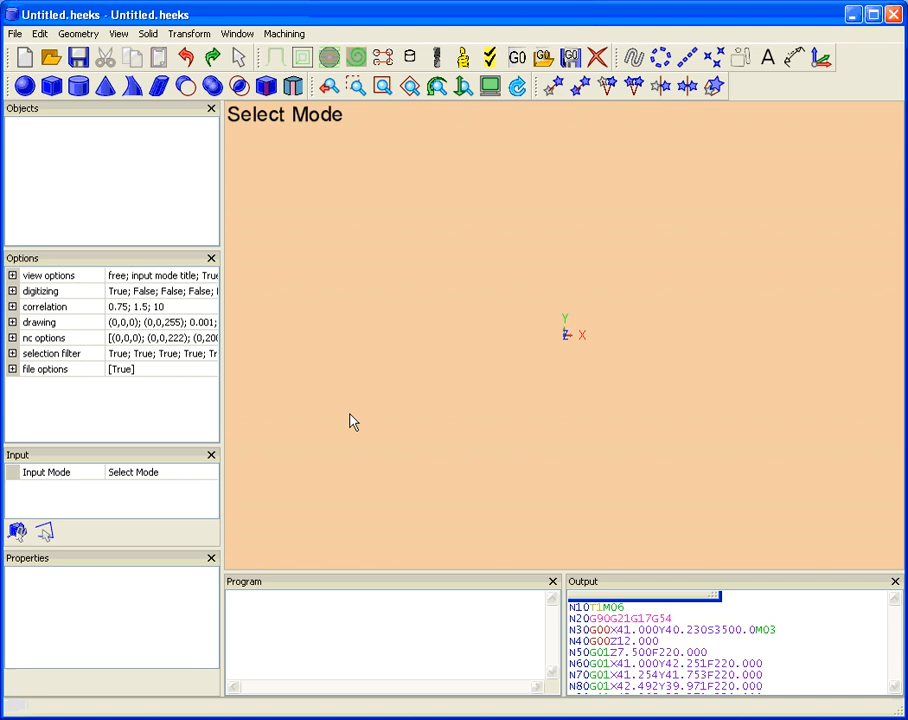 Untitled.heeks - Untitled.heeks
File Edit Geometry View Solid Transform Window Machining
G0 G0
A
Objects
Select Mode
Options
view options free; input mode title; True
digitizing True; False; False; False;
correlation 0.75; 1.5; 10
drawing (0,0,0); (0,0,255); 0.001;
nc options [(0,0,0); (0,0,222); (0,200
selection filter True; True; True; True; Tr
file options [True]
Y
Z X
Input
Input Mode Select Mode
Properties
Program
Output
N10T1M06
N20G90G21G17G54
N30G00X41.000Y40.230S3500.0M03
N40G00Z12.000
N50G01Z7.500F220.000
N60G01X41.000Y42.251F220.000
N70G01X41.254Y41.753F220.000
N80G01X42.492Y39.971F220.000